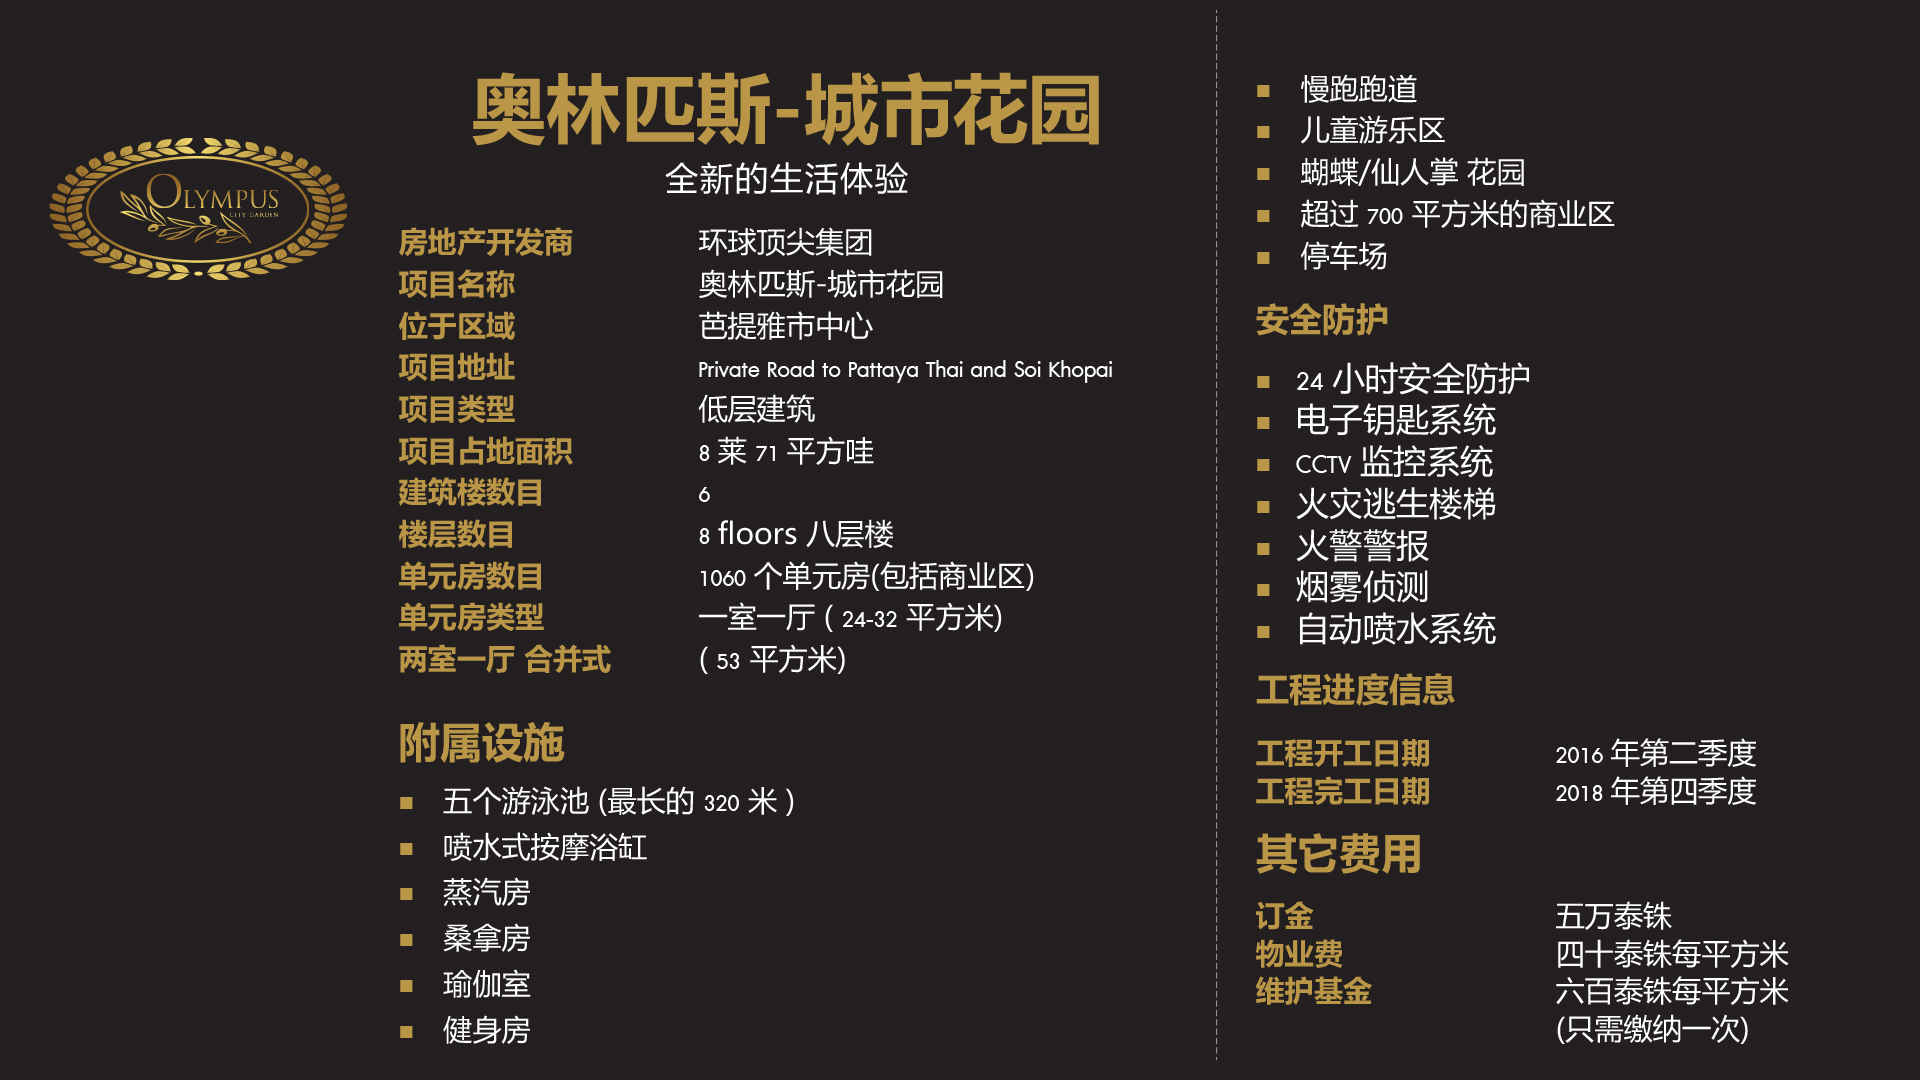 OLYMPUS
CITY GARDEN
奥林匹斯-城市花园
全新的生活体验
房地产开发商 环球顶尖集团
项目名称 奥林匹斯-城市花园
位于区域 芭提雅市中心
项目地址 Private Road to Pattaya Thai and Soi Khopai
项目类型 低层建筑
项目占地面积 8 莱 71 平方哇
建筑楼数目 6
楼层数目 8 floors 八层楼
单元房数目 1060 个单元房(包括商业区)
单元房类型 一室一厅 ( 24-32 平方米)
两室一厅 合并式 ( 53 平方米)
附属设施
五个游泳池 (最长的 320 米 )
喷水式按摩浴缸
蒸汽房
桑拿房
瑜伽室
健身房
慢跑跑道
儿童游乐区
蝴蝶/仙人掌 花园
超过 700 平方米的商业区
停车场
安全防护
24 小时安全防护
电子钥匙系统
CCTV 监控系统
火灾逃生楼梯
火警警报
烟雾侦测
自动喷水系统
工程进度信息
工程开工日期 2016 年第二季度
工程完工日期 2018 年第四季度
其它费用
订金 五万泰铢
物业费 四十泰铢每平方米
维护基金 六百泰铢每平方米
(只需缴纳一次)